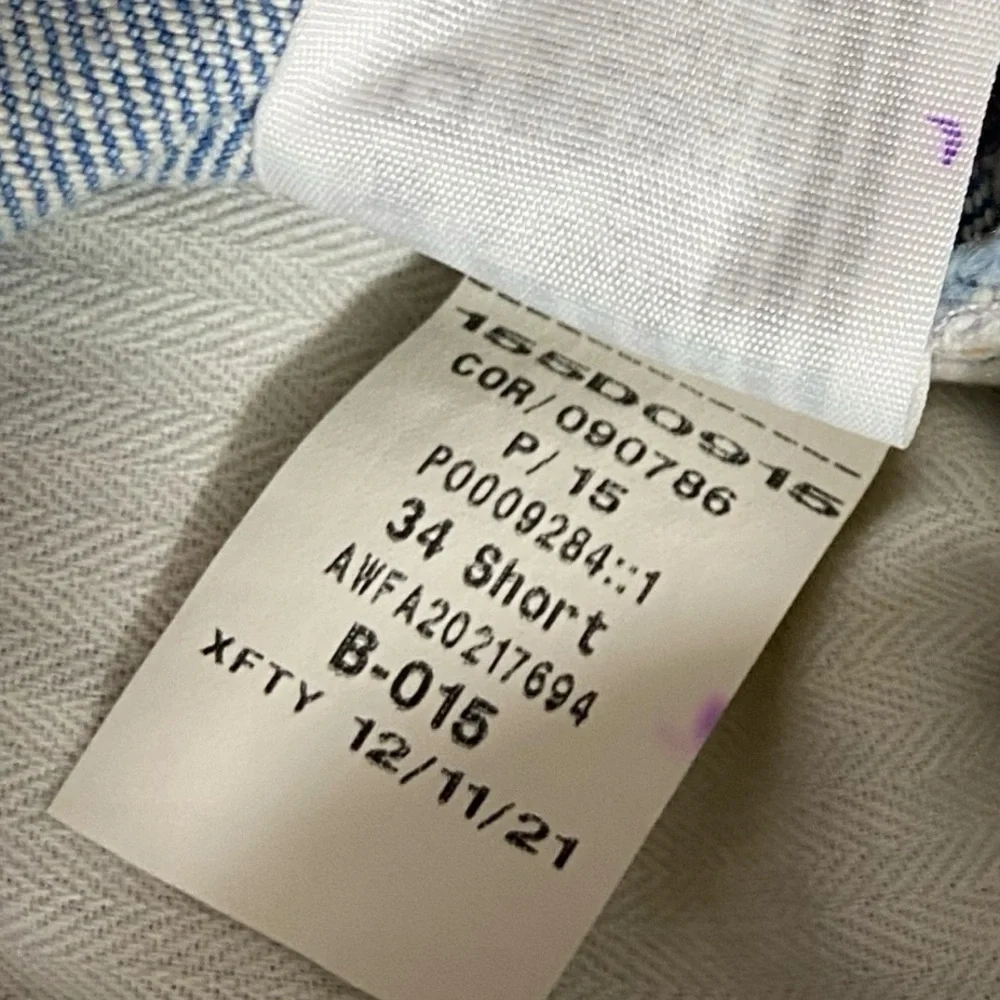 155D0915
COR/090786
P/ 15
P0009284::1
34 Short
AWFA20217694
B-015
XFTY 12/11/21